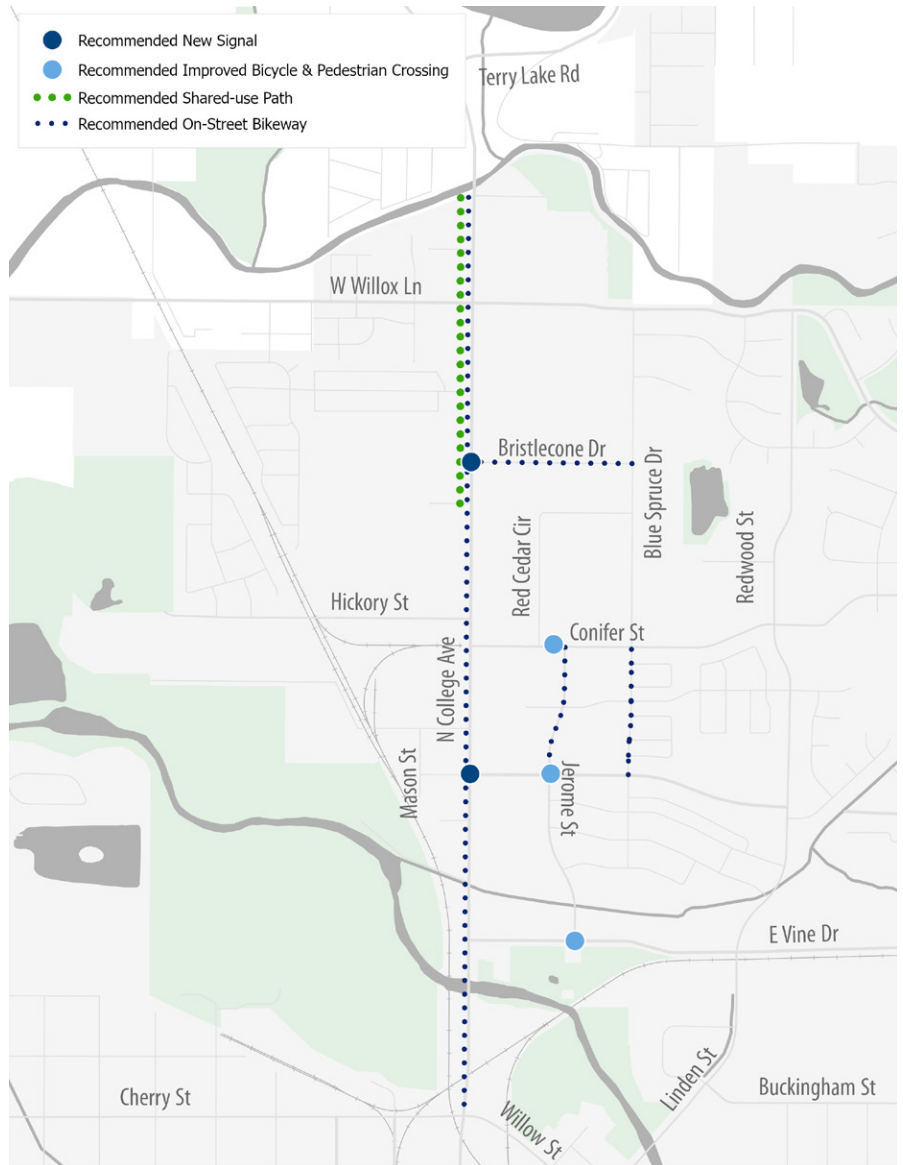 Recommended New Signal
Recommended Improved Bicycle & Pedestrian Crossing
Recommended Shared-use Path
Recommended On-Street Bikeway
Terry Lake Rd
W Willox Ln
Bristlecone Dr
Blue Spruce Dr
Red Cedar Cir
Redwood St
Hickory St
Conifer St
N College Ave
Mason St
Jerome St
E Vine Dr
Linden St
Buckingham St
Cherry St
Willow St